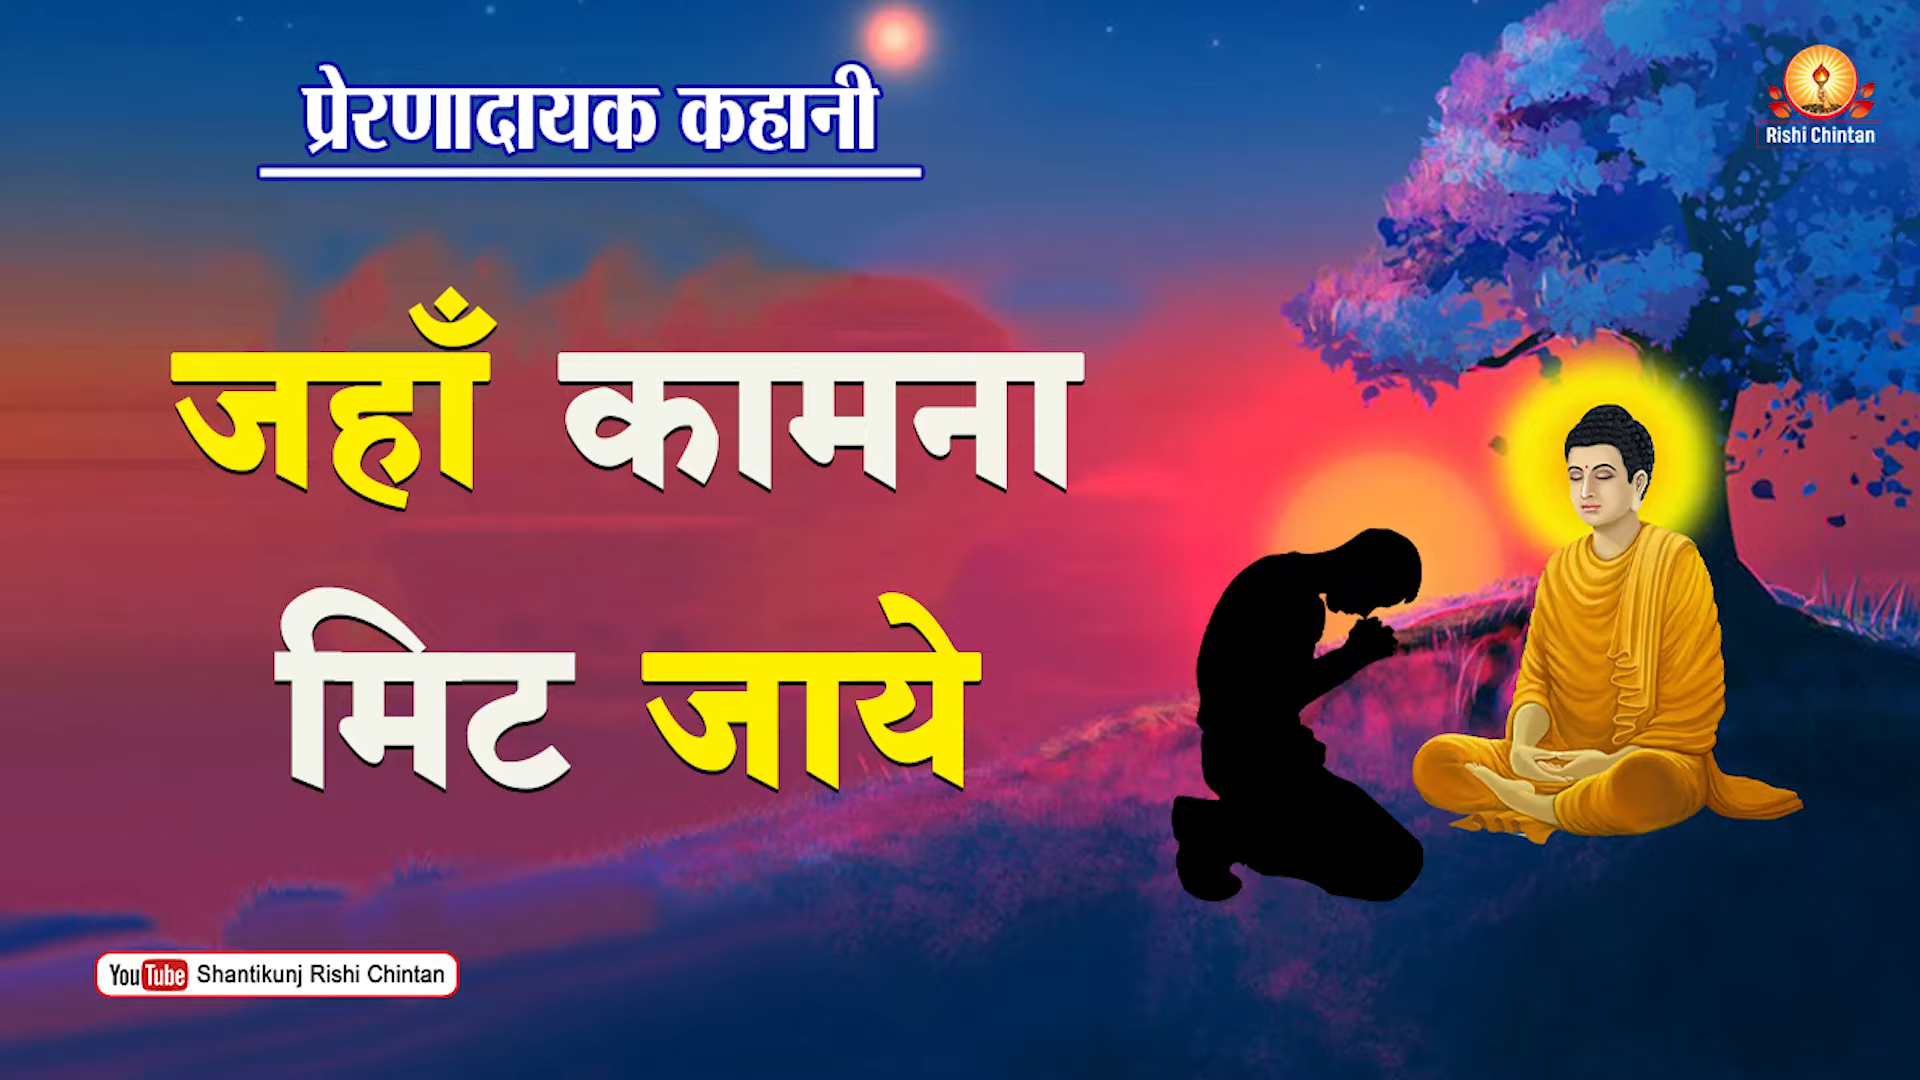 प्रेरणादायक कहानी
Rishi Chintan
जहाँ कामना
मिट जाये
YouTube Shantikunj Rishi Chintan